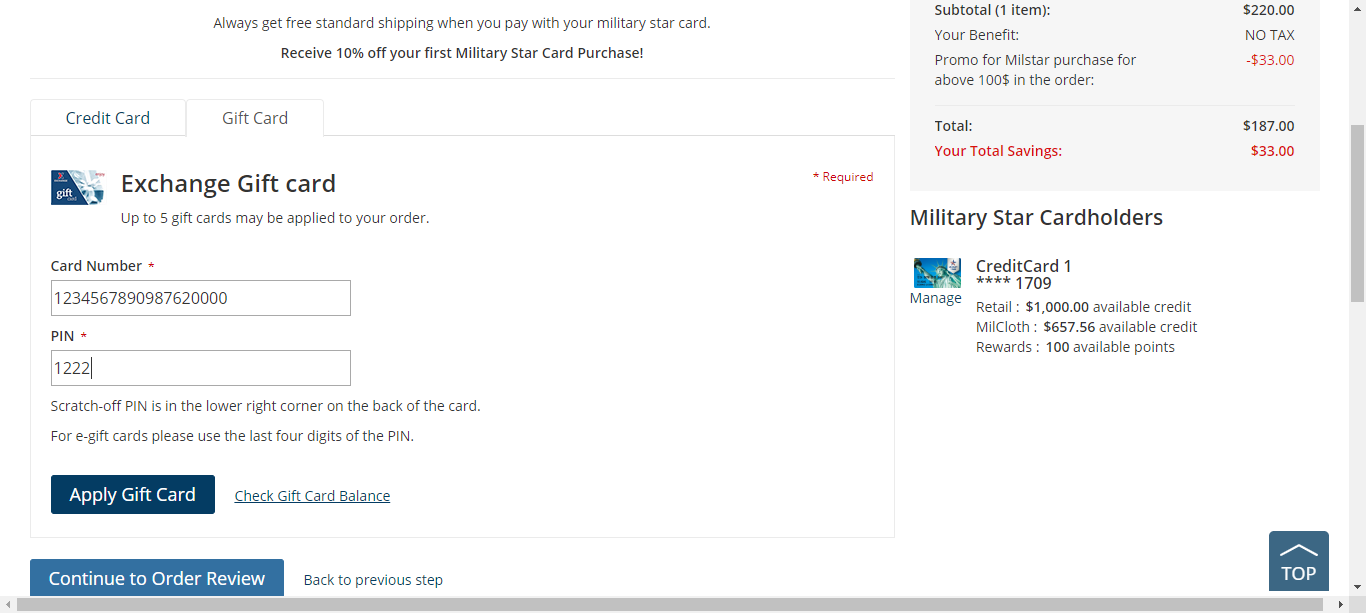 Always get free standard shipping when you pay with your military star card.
Receive 10% off your first Military Star Card Purchase!
Credit Card
Gift Card
gift
Exchange Gift card
* Required
Up to 5 gift cards may be applied to your order.
Card Number *
1234567890987620000
PIN *
1222
Scratch-off PIN is in the lower right corner on the back of the card.
For e-gift cards please use the last four digits of the PIN.
Apply Gift Card
Check Gift Card Balance
Continue to Order Review
Back to previous step
Subtotal (1 item): $220.00
Your Benefit: NO TAX
Promo for Milstar purchase for -$33.00
above 100$ in the order:
Total: $187.00
Your Total Savings: $33.00
Military Star Cardholders
CreditCard 1
**** 1709
Manage
Retail : $1,000.00 available credit
MilCloth : $657.56 available credit
Rewards : 100 available points
TOP